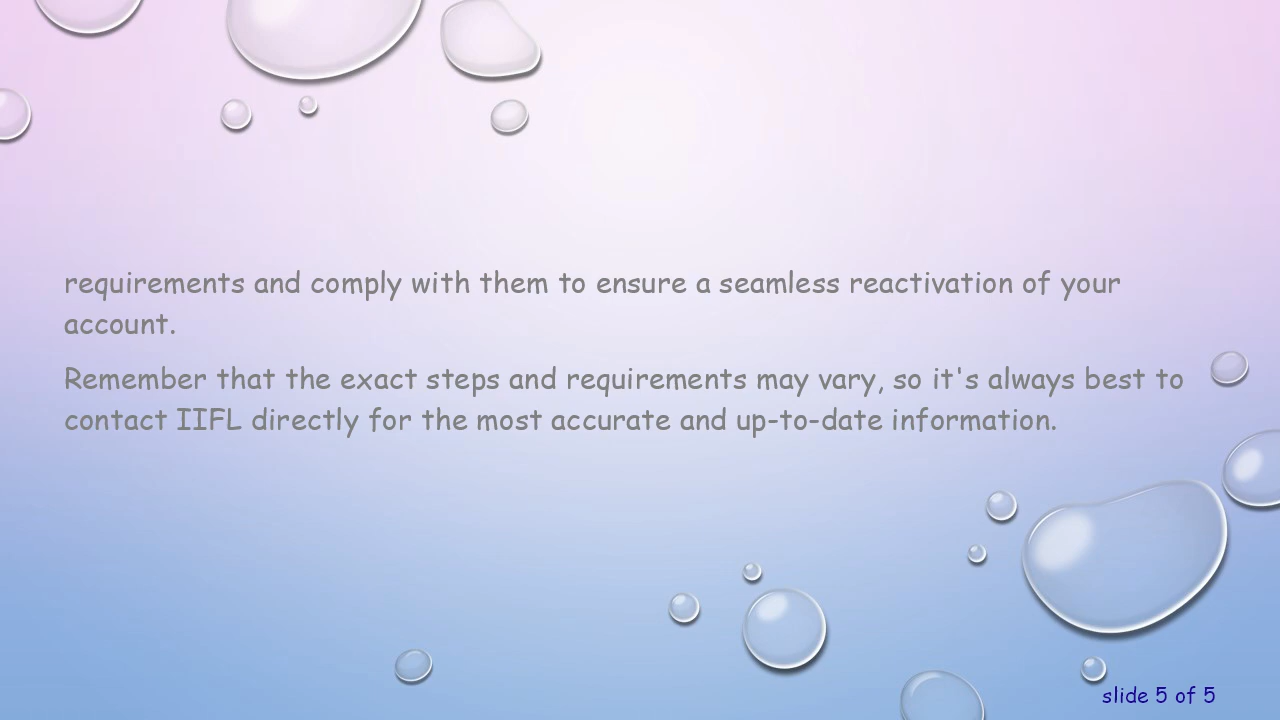 requirements and comply with them to ensure a seamless reactivation of your
account.
Remember that the exact steps and requirements may vary, so it's always best to
contact IIFL directly for the most accurate and up-to-date information.
slide 5 of 5